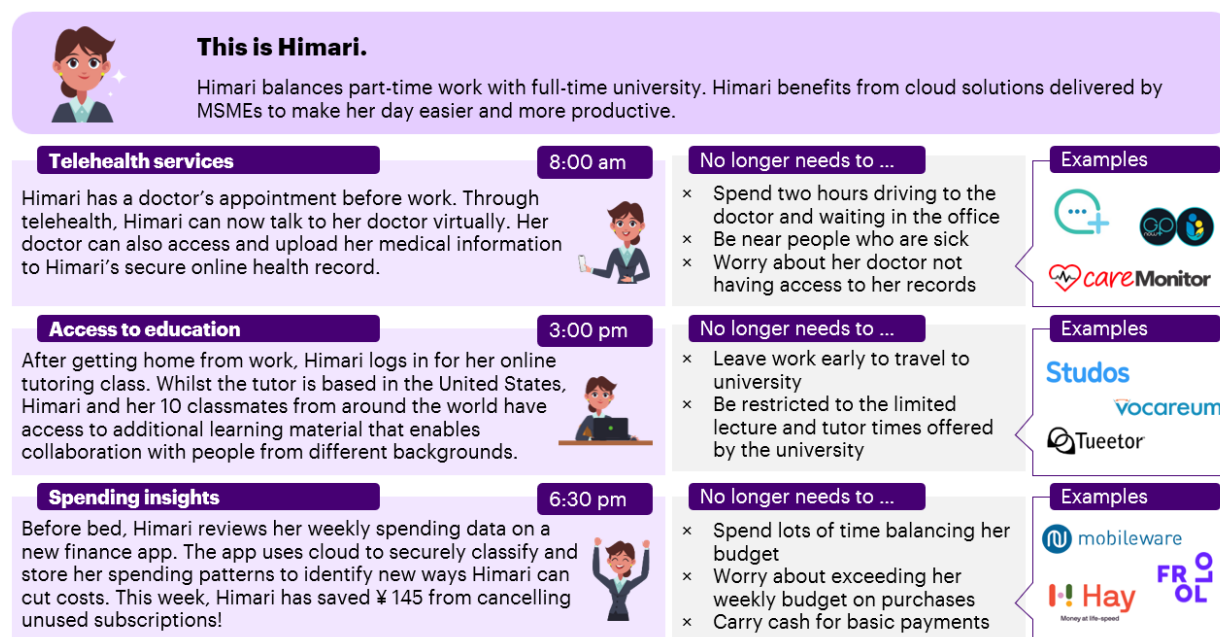 This is Himari.
Himari balances part-time work with full-time university. Himari benefits from cloud solutions delivered by
MSMEs to make her day easier and more productive.
Telehealth services
8:00 am
Himari has a doctor’s appointment before work. Through
telehealth, Himari can now talk to her doctor virtually. Her
doctor can also access and upload her medical information
to Himari’s secure online health record.
No longer needs to ...
× Spend two hours driving to the
doctor and waiting in the office
× Be near people who are sick
× Worry about her doctor not
having access to her records
Examples
careMonitor
Access to education
3:00 pm
After getting home from work, Himari logs in for her online
tutoring class. Whilst the tutor is based in the United States,
Himari and her 10 classmates from around the world have
access to additional learning material that enables
collaboration with people from different backgrounds.
No longer needs to ...
× Leave work early to travel to
university
× Be restricted to the limited
lecture and tutor times offered
by the university
Examples
Studos
vocareum
Tueetor
Spending insights
6:30 pm
Before bed, Himari reviews her weekly spending data on a
new finance app. The app uses cloud to securely classify and
store her spending patterns to identify new ways Himari can
cut costs. This week, Himari has saved ¥ 145 from cancelling
unused subscriptions!
No longer needs to ...
× Spend lots of time balancing her
budget
× Worry about exceeding her
weekly budget on purchases
× Carry cash for basic payments
Examples
mobileware
FROLLO
Hay
Money at life-speed